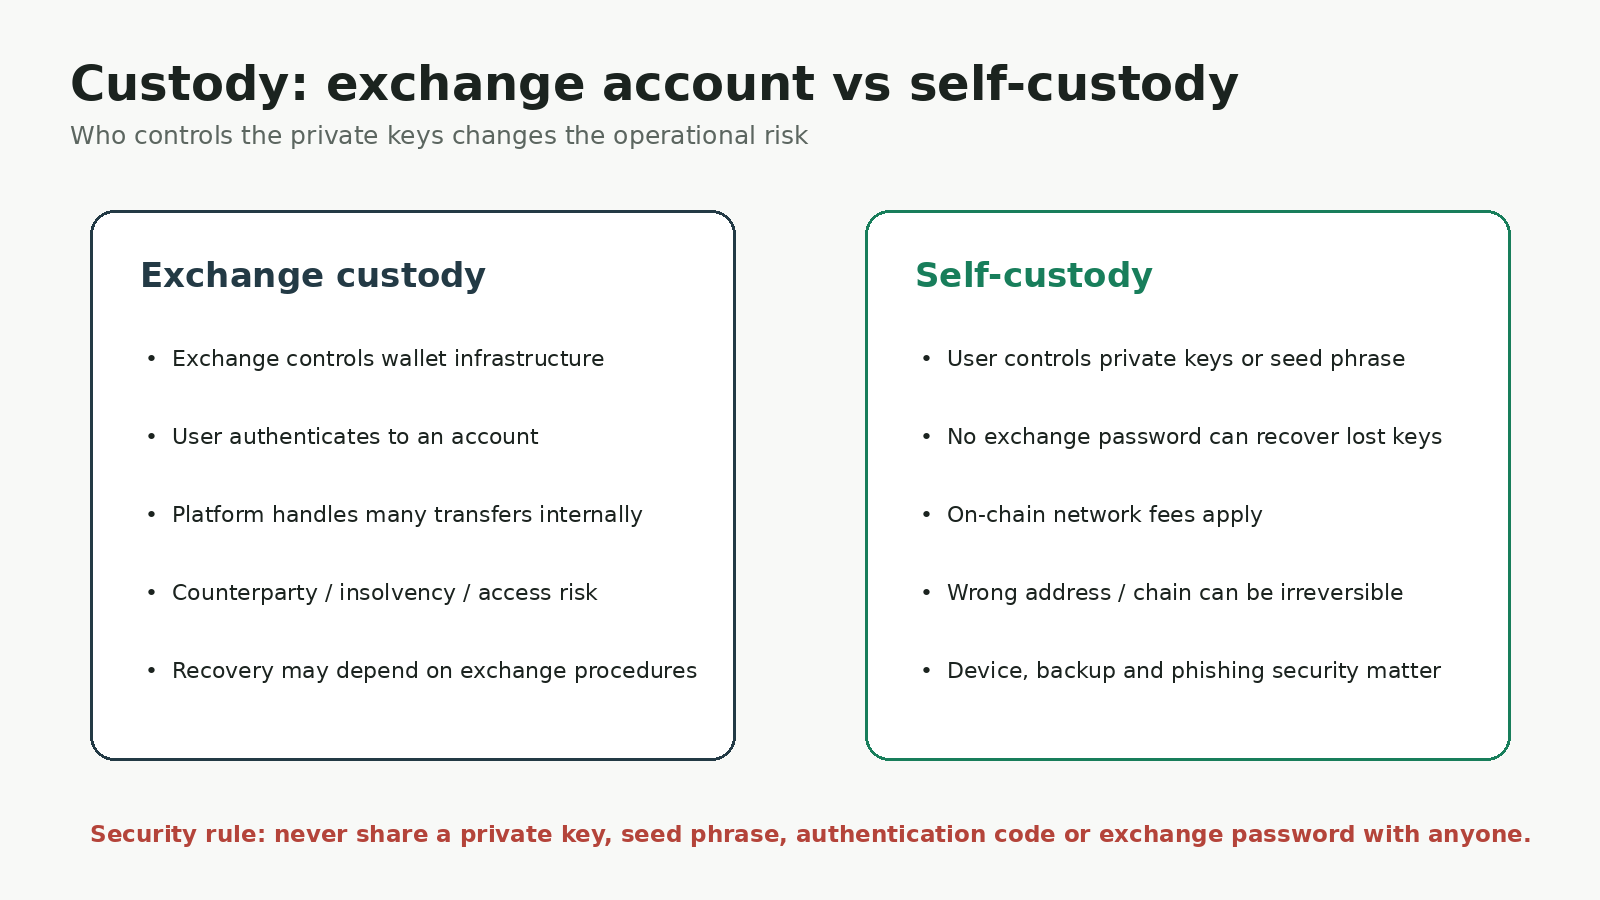 Custody: exchange account vs self-custody
Who controls the private keys changes the operational risk
Exchange custody
• Exchange controls wallet infrastructure
• User authenticates to an account
• Platform handles many transfers internally
• Counterparty / insolvency / access risk
• Recovery may depend on exchange procedures
Self-custody
• User controls private keys or seed phrase
• No exchange password can recover lost keys
• On-chain network fees apply
• Wrong address / chain can be irreversible
• Device, backup and phishing security matter
Security rule: never share a private key, seed phrase, authentication code or exchange password with anyone.